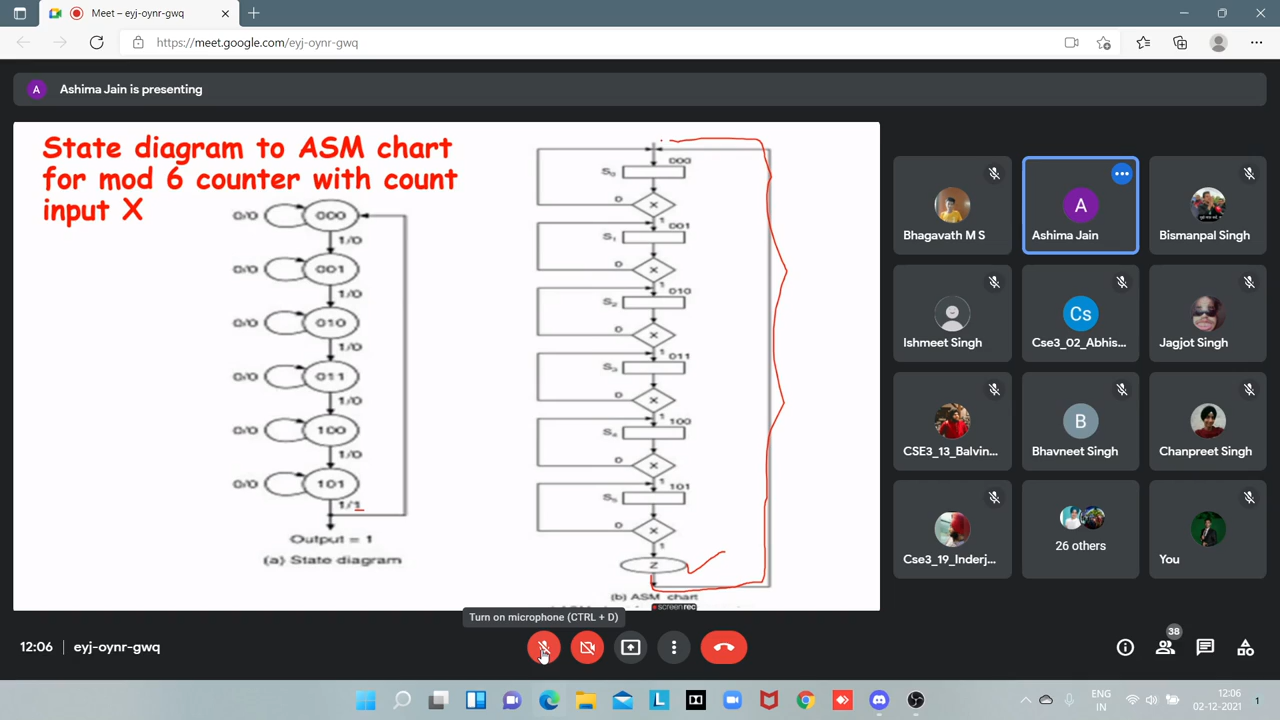 Meet – eyj-oynr-gwq
https://meet.google.com/eyj-oynr-gwq
A
Ashima Jain is presenting
State diagram to ASM chart
for mod 6 counter with count
input X
0/0
000
1/0
0/0
001
1/0
0/0
010
1/0
0/0
011
1/0
0/0
100
1/0
0/0
101
1/1
Output = 1
(a) State diagram
000
S₀
0
X
1
001
S₁
0
X
1
010
S₂
0
X
1
011
S₃
0
X
1
100
S₄
0
X
1
101
S₅
0
X
1
Z
(b) ASM chart
screenrec
Bhagavath M S
A
Ashima Jain
Bismanpal Singh
Ishmeet Singh
Cs
Cse3_02_Abhis...
Jagjot Singh
CSE3_13_Balvin...
B
Bhavneet Singh
Chanpreet Singh
Cse3_19_Inderj...
26 others
You
Turn on microphone (CTRL + D)
12:06
eyj-oynr-gwq
38
L
ENG
IN
12:06
02-12-2021
1